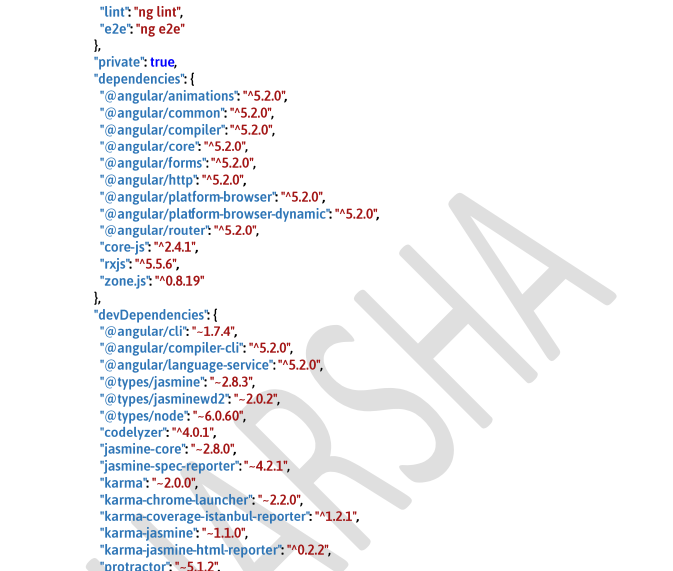 "lint": "ng lint",
"e2e": "ng e2e"
},
"private": true,
"dependencies": {
"@angular/animations": "^5.2.0",
"@angular/common": "^5.2.0",
"@angular/compiler": "^5.2.0",
"@angular/core": "^5.2.0",
"@angular/forms": "^5.2.0",
"@angular/http": "^5.2.0",
"@angular/platform-browser": "^5.2.0",
"@angular/platform-browser-dynamic": "^5.2.0",
"@angular/router": "^5.2.0",
"core-js": "^2.4.1",
"rxjs": "^5.5.6",
"zone.js": "^0.8.19"
},
"devDependencies": {
"@angular/cli": "~1.7.4",
"@angular/compiler-cli": "^5.2.0",
"@angular/language-service": "^5.2.0",
"@types/jasmine": "~2.8.3",
"@types/jasminewd2": "~2.0.2",
"@types/node": "~6.0.60",
"codelyzer": "^4.0.1",
"jasmine-core": "~2.8.0",
"jasmine-spec-reporter": "~4.2.1",
"karma": "~2.0.0",
"karma-chrome-launcher": "~2.2.0",
"karma-coverage-istanbul-reporter": "^1.2.1",
"karma-jasmine": "~1.1.0",
"karma-jasmine-html-reporter": "^0.2.2",
"protractor": "~5.1.2",
HARSHA